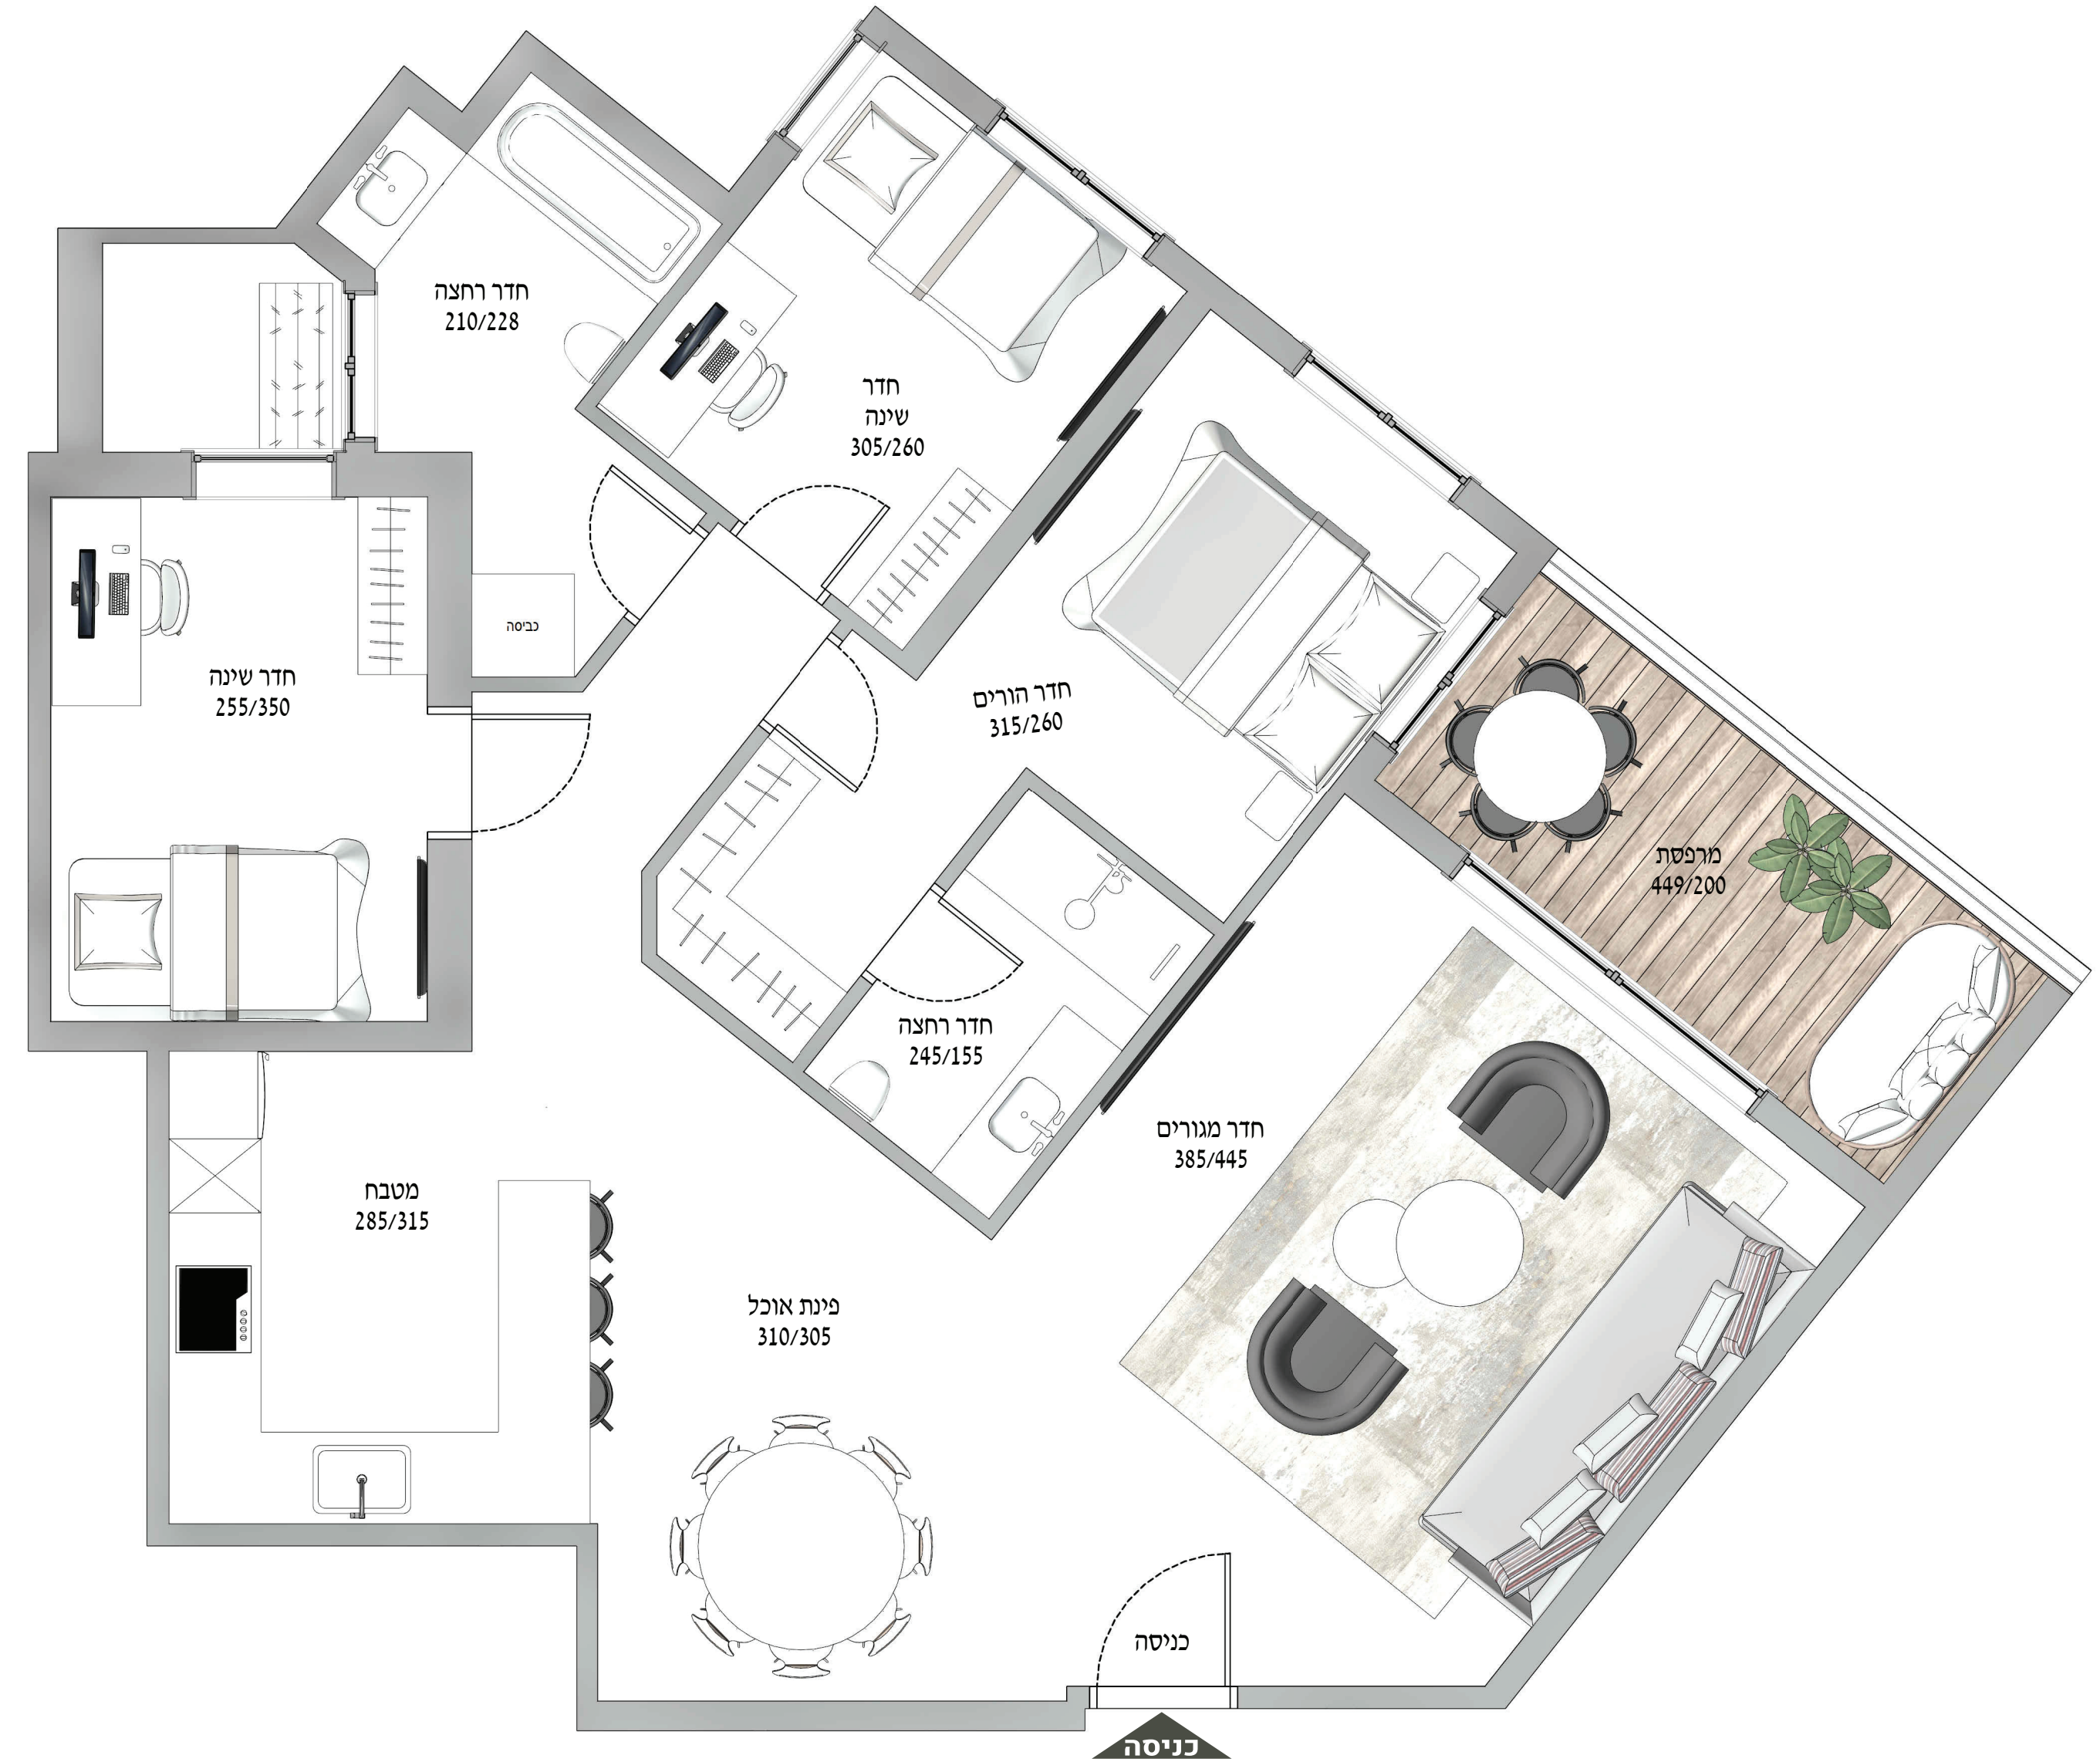 חדר רחצה
210/228
חדר
שינה
305/260
כביסה
חדר שינה
255/350
חדר הורים
315/260
מרפסת
449/200
חדר רחצה
245/155
חדר מגורים
385/445
מטבח
285/315
פינת אוכל
310/305
כניסה
כניסה